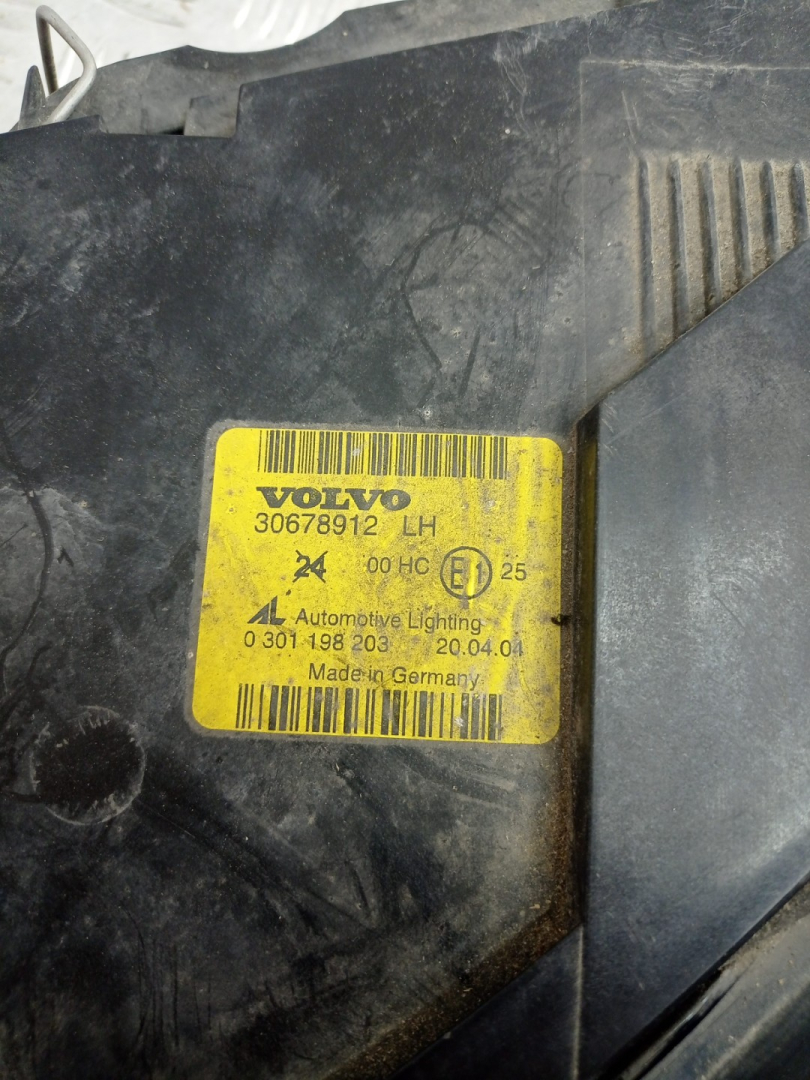 VOLVO
30678912 LH
24 00 HC E1 25
AL Automotive Lighting
0 301 198 203 20.04.04
Made in Germany